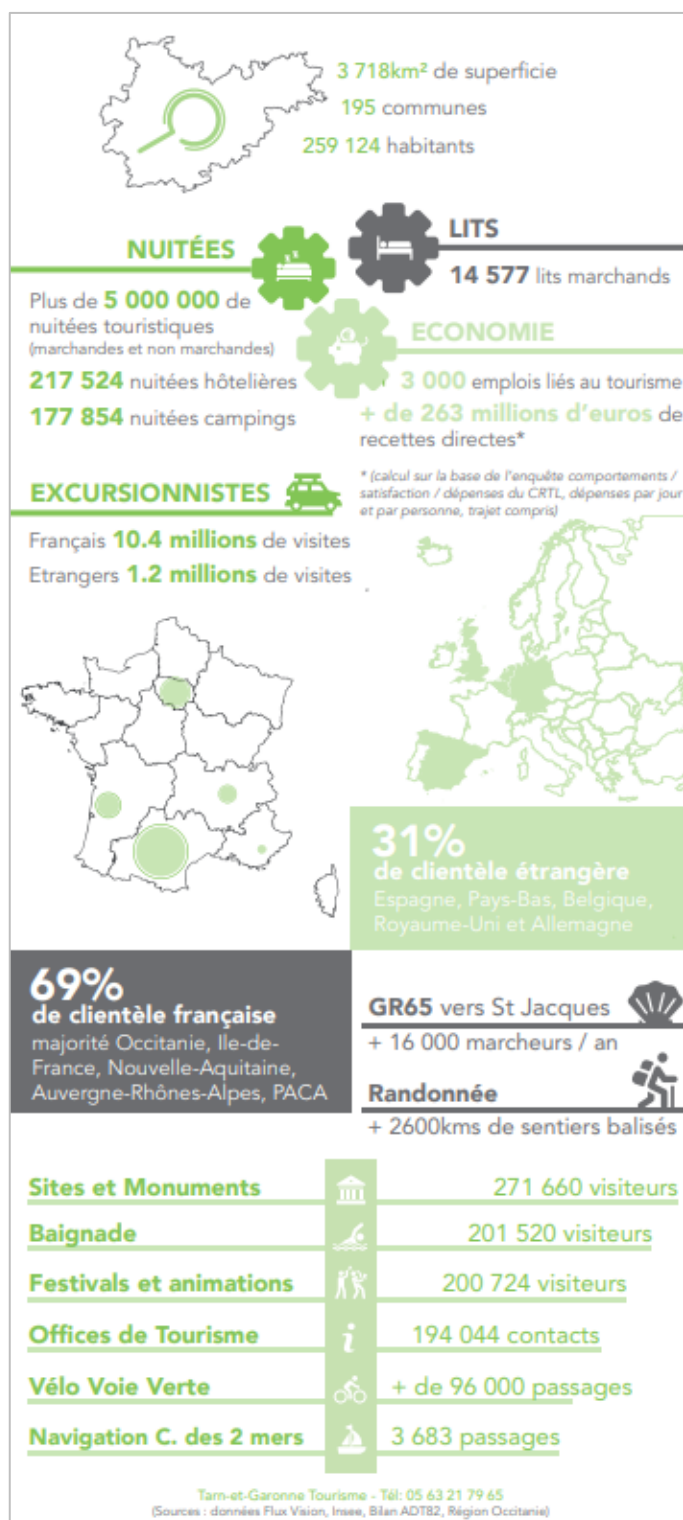 3 718km² de superficie
195 communes
259 124 habitants
NUITÉES
Plus de 5 000 000 de
nuitées touristiques
(marchandes et non marchandes)
217 524 nuitées hôtelières
177 854 nuitées campings
LITS
14 577 lits marchands
ECONOMIE
3 000 emplois liés au tourisme
+ de 263 millions d'euros de
recettes directes*
* (calcul sur la base de l'enquête comportements /
satisfaction / dépenses du CRTL, dépenses par jour
et par personne, trajet compris)
EXCURSIONNISTES
Français 10.4 millions de visites
Etrangers 1.2 millions de visites
31%
de clientèle étrangère
Espagne, Pays-Bas, Belgique,
Royaume-Uni et Allemagne
69%
de clientèle française
majorité Occitanie, Ile-de-
France, Nouvelle-Aquitaine,
Auvergne-Rhônes-Alpes, PACA
GR65 vers St Jacques
+ 16 000 marcheurs / an
Randonnée
+ 2600kms de sentiers balisés
Sites et Monuments 271 660 visiteurs
Baignade 201 520 visiteurs
Festivals et animations 200 724 visiteurs
Offices de Tourisme 194 044 contacts
Vélo Voie Verte + de 96 000 passages
Navigation C. des 2 mers 3 683 passages
Tarn-et-Garonne Tourisme - Tél: 05 63 21 79 65
(Sources : données Flux Vision, Insee, Bilan ADT82, Région Occitanie)